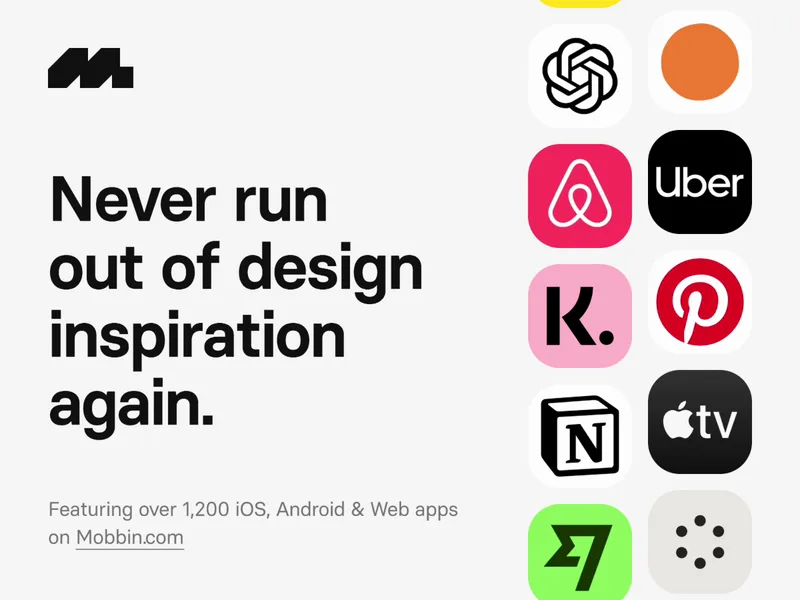 Never run
out of design
inspiration
again.
Featuring over 1,200 iOS, Android & Web apps
on Mobbin.com
Uber
K.
N
tv